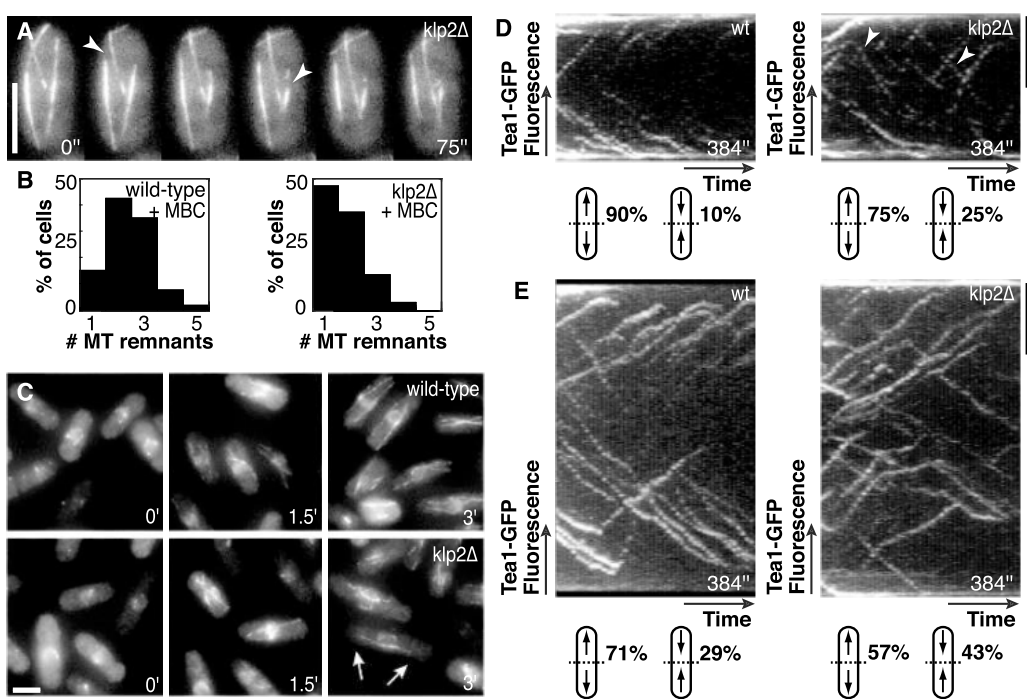 A
klp2Δ
0"
75"
B
50
25
0
% of cells
wild-type
+ MBC
1 3 5
# MT remnants
50
25
0
% of cells
klp2Δ
+ MBC
1 3 5
# MT remnants
C
wild-type
0'
1.5'
3'
klp2Δ
0'
1.5'
3'
D
Tea1-GFP
Fluorescence
wt
384"
Time
90%
10%
Tea1-GFP
Fluorescence
klp2Δ
384"
Time
75%
25%
E
Tea1-GFP
Fluorescence
wt
384"
Time
71%
29%
Tea1-GFP
Fluorescence
klp2Δ
384"
Time
57%
43%